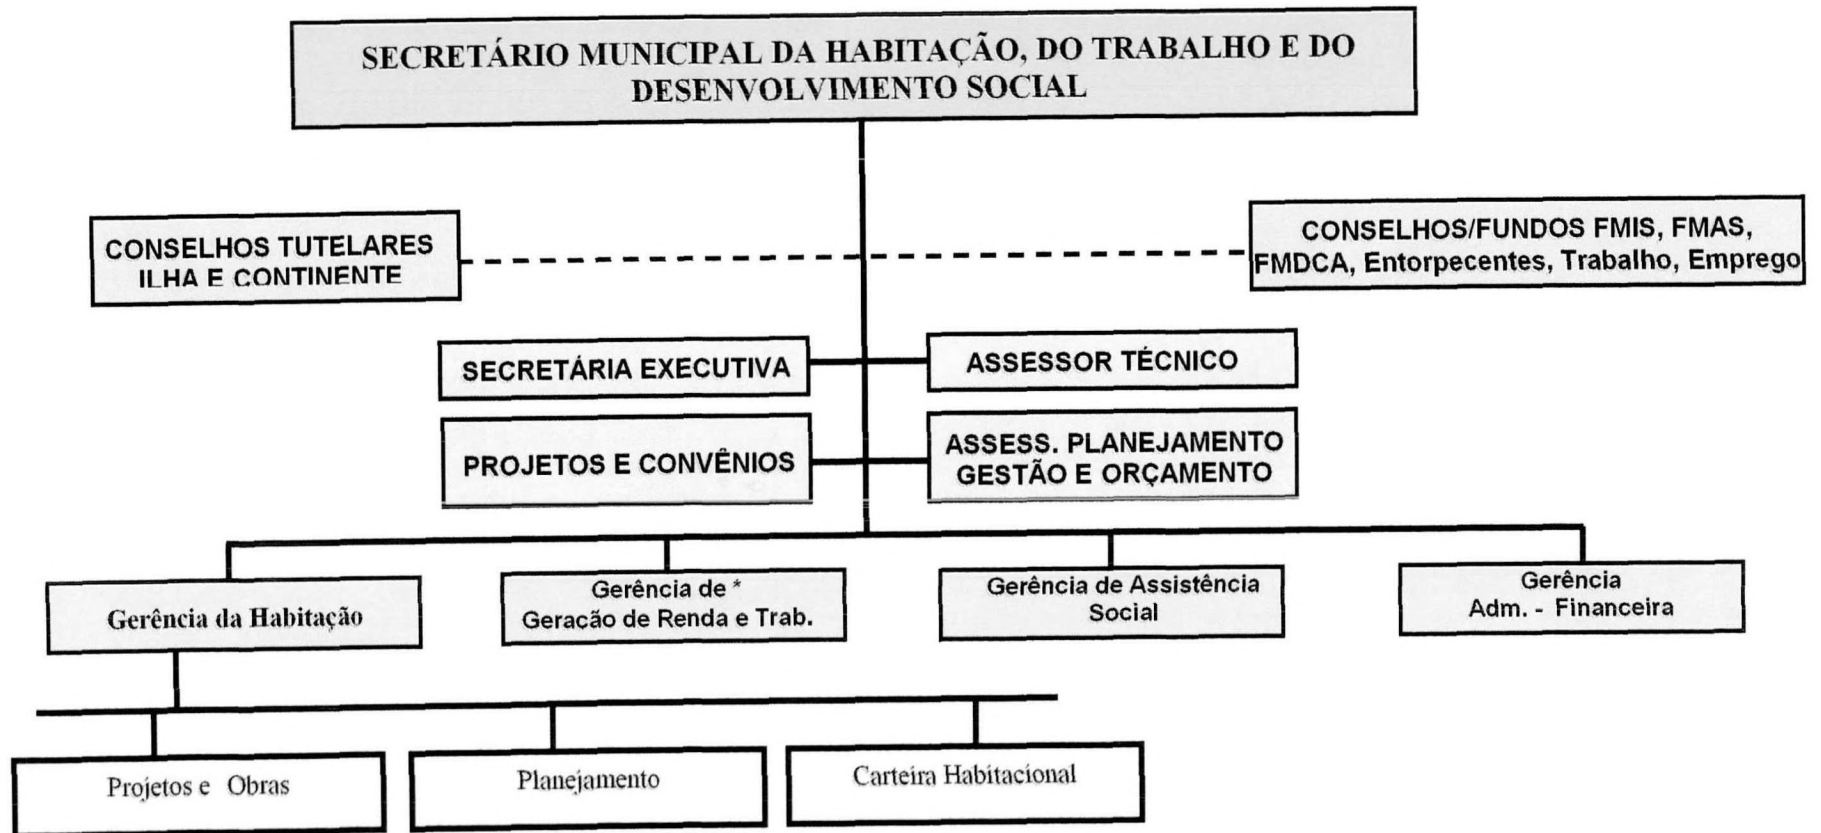 SECRETÁRIO MUNICIPAL DA HABITAÇÃO, DO TRABALHO E DO
DESENVOLVIMENTO SOCIAL
CONSELHOS TUTELARES
ILHA E CONTINENTE
CONSELHOS/FUNDOS FMIS, FMAS,
FMDCA, Entorpecentes, Trabalho, Emprego
SECRETÁRIA EXECUTIVA
ASSESSOR TÉCNICO
PROJETOS E CONVÊNIOS
ASSESS. PLANEJAMENTO
GESTÃO E ORÇAMENTO
Gerência da Habitação
Gerência de *
Geração de Renda e Trab.
Gerência de Assistência
Social
Gerência
Adm. - Financeira
Projetos e Obras
Planejamento
Carteira Habitacional